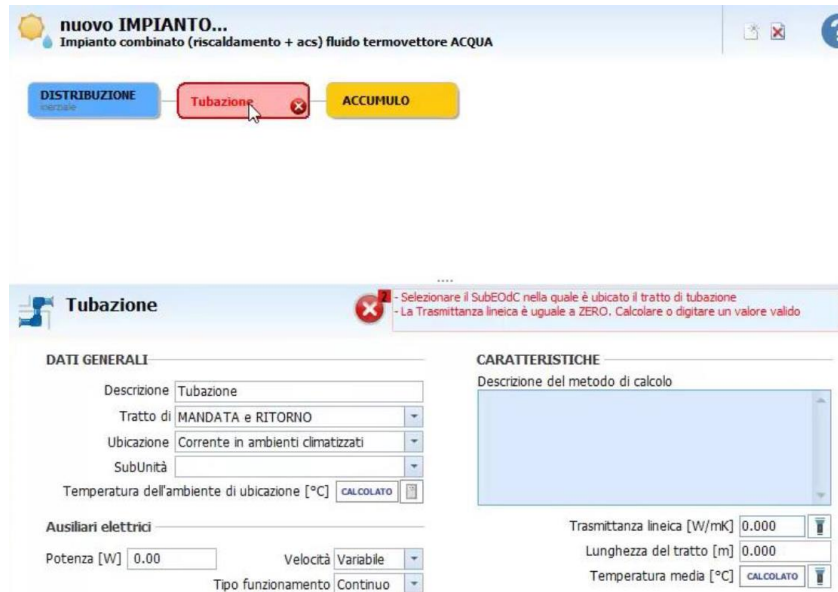 nuovo IMPIANTO...
Impianto combinato (riscaldamento + acs) fluido termovettore ACQUA
?
DISTRIBUZIONE
inerziale
Tubazione
ACCUMULO
Tubazione
2
- Selezionare il SubEOdC nella quale è ubicato il tratto di tubazione
- La Trasmittanza lineica è uguale a ZERO. Calcolare o digitare un valore valido
DATI GENERALI
Descrizione Tubazione
Tratto di MANDATA e RITORNO
Ubicazione Corrente in ambienti climatizzati
SubUnità
Temperatura dell'ambiente di ubicazione [°C] CALCOLATO
Ausiliari elettrici
Potenza [W] 0.00 Velocità Variabile
Tipo funzionamento Continuo
CARATTERISTICHE
Descrizione del metodo di calcolo
Trasmittanza lineica [W/mK] 0.000
Lunghezza del tratto [m] 0.000
Temperatura media [°C] CALCOLATO